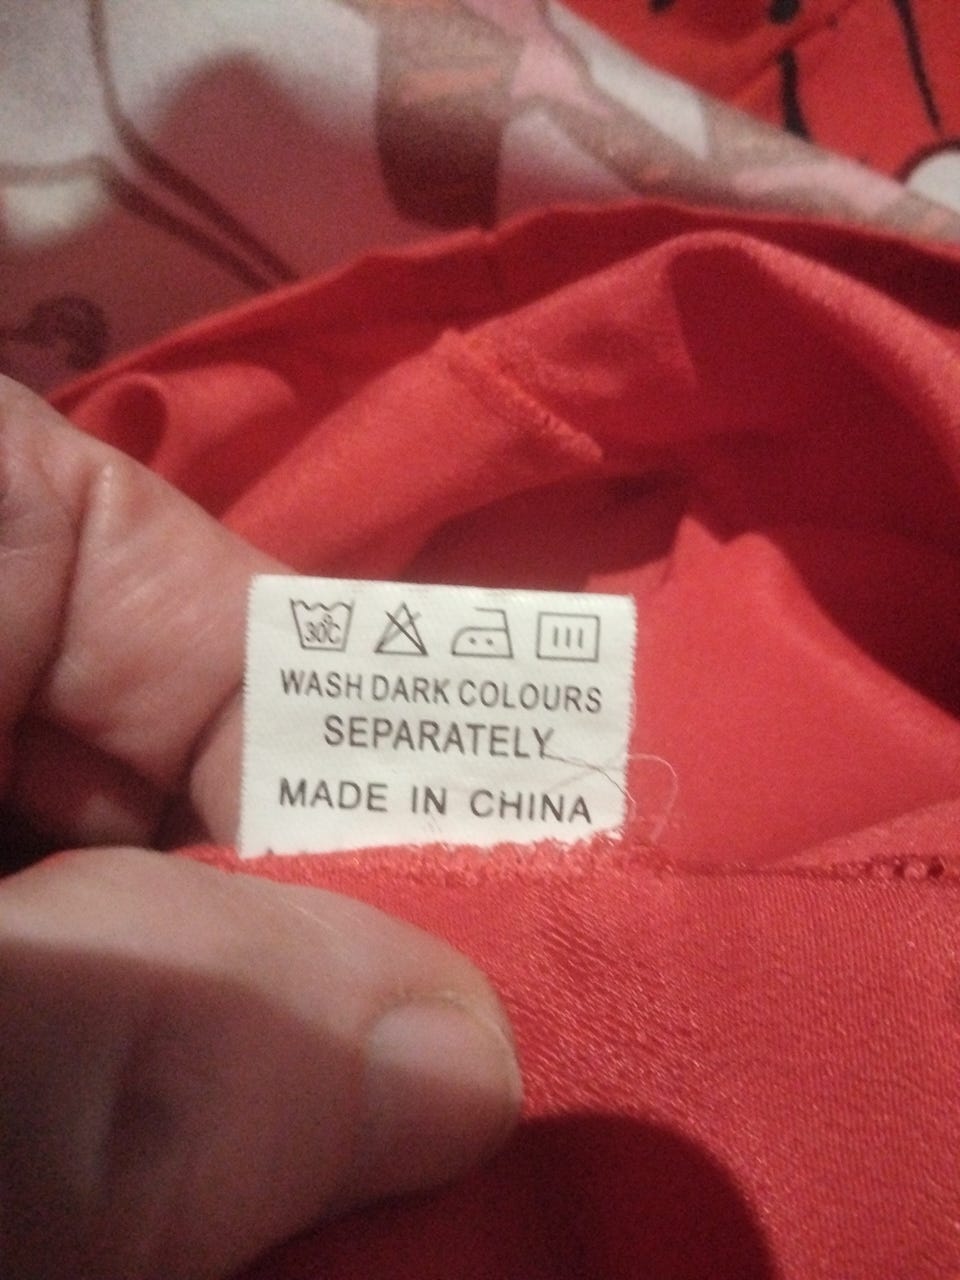 30°C
WASH DARK COLOURS
SEPARATELY
MADE IN CHINA